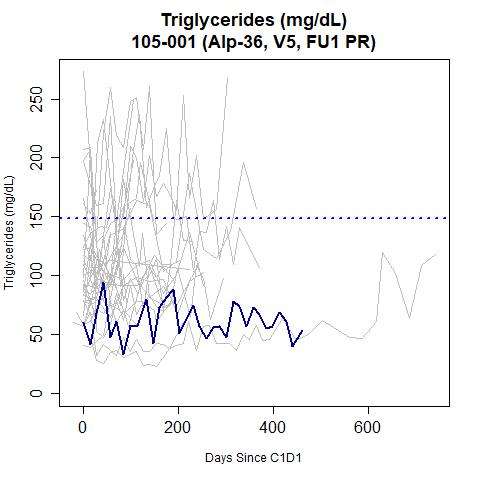 Triglycerides (mg/dL)
105-001 (Alp-36, V5, FU1 PR)
Triglycerides (mg/dL)
250
200
150
100
50
0
0 200 400 600
Days Since C1D1